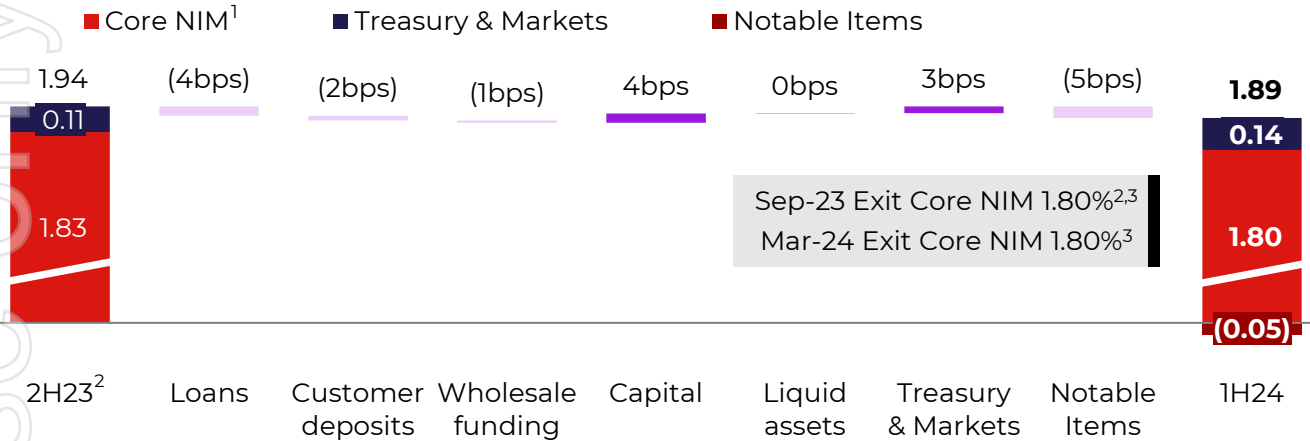 Core NIM¹ Treasury & Markets Notable Items
1.94 (4bps) (2bps) (1bps) 4bps 0bps 3bps (5bps) 1.89
0.11 0.14
Sep-23 Exit Core NIM 1.80%²,³
1.83 Mar-24 Exit Core NIM 1.80%³ 1.80
(0.05)
2H23² Loans Customer Wholesale Capital Liquid Treasury Notable 1H24
deposits funding assets & Markets Items